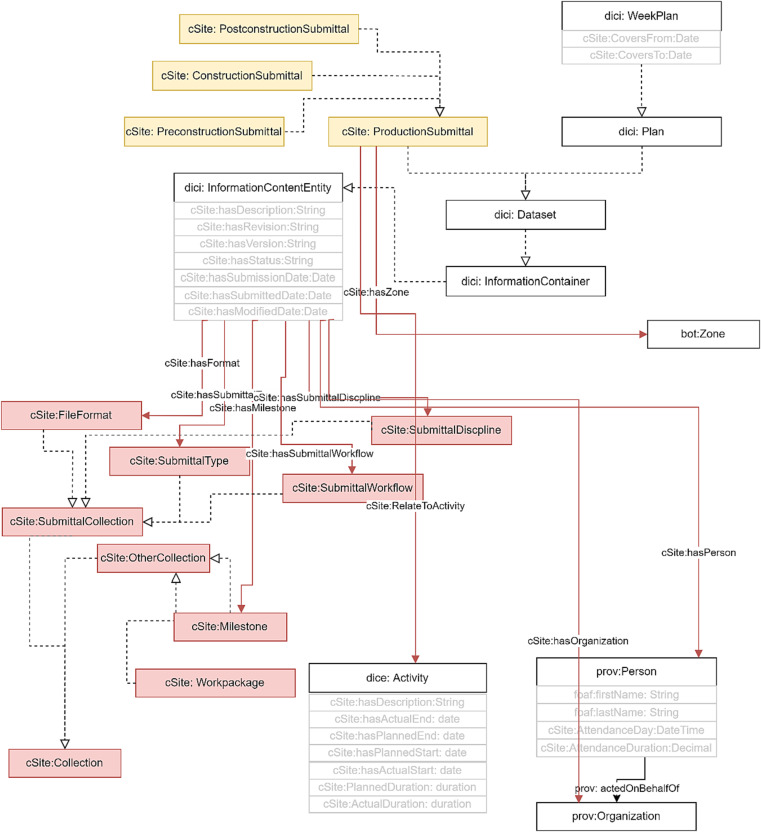 cSite: PostconstructionSubmittal
dici: WeekPlan
cSite:CoversFrom:Date
cSite:CoversTo:Date
cSite: ConstructionSubmittal
cSite: PreconstructionSubmittal
cSite: ProductionSubmittal
dici: Plan
dici: InformationContentEntity
cSite:hasDescription:String
cSite:hasRevision:String
cSite:hasVersion:String
cSite:hasStatus:String
cSite:hasSubmissionDate:Date
cSite:hasSubmittedDate:Date
cSite:hasModifiedDate:Date
dici: Dataset
dici: InformationContainer
cSite:hasZone
bot:Zone
cSite:hasFormat
cSite:hasSubmittal
cSite:hasSubmittalDiscpline
cSite:hasMilestone
cSite:FileFormat
cSite:SubmittalDiscpline
cSite:hasSubmittalWorkflow
cSite:SubmittalType
cSite:SubmittalWorkflow
cSite:RelateToActivity
cSite:SubmittalCollection
cSite:OtherCollection
cSite:hasPerson
cSite:Milestone
cSite:hasOrganization
cSite: Workpackage
dice: Activity
cSite:hasDescription:String
cSite:hasActualEnd: date
cSite:hasPlannedEnd: date
cSite:hasPlannedStart: date
cSite:hasActualStart: date
cSite:PlannedDuration: duration
cSite:ActualDuration: duration
prov:Person
foaf:firstName: String
foaf:lastName: String
cSite:AttendanceDay:DateTime
cSite:AttendanceDuration:Decimal
cSite:Collection
prov: actedOnBehalfOf
prov:Organization